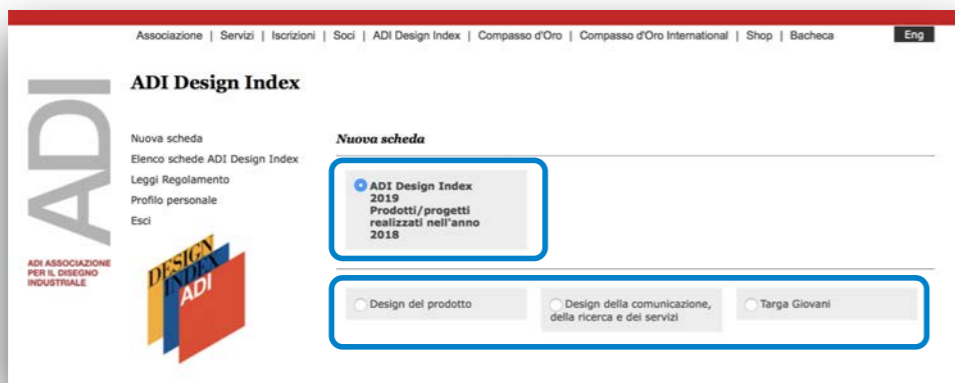 Associazione | Servizi | Iscrizioni | Soci | ADI Design Index | Compasso d'Oro | Compasso d'Oro International | Shop | Bacheca
Eng
ADI
ADI ASSOCIAZIONE
PER IL DISEGNO
INDUSTRIALE
ADI Design Index
Nuova scheda
Elenco schede ADI Design Index
Leggi Regolamento
Profilo personale
Esci
DESIGN
INDEX
ADI
Nuova scheda
ADI Design Index
2019
Prodotti/progetti
realizzati nell'anno
2018
Design del prodotto
Design della comunicazione,
della ricerca e dei servizi
Targa Giovani